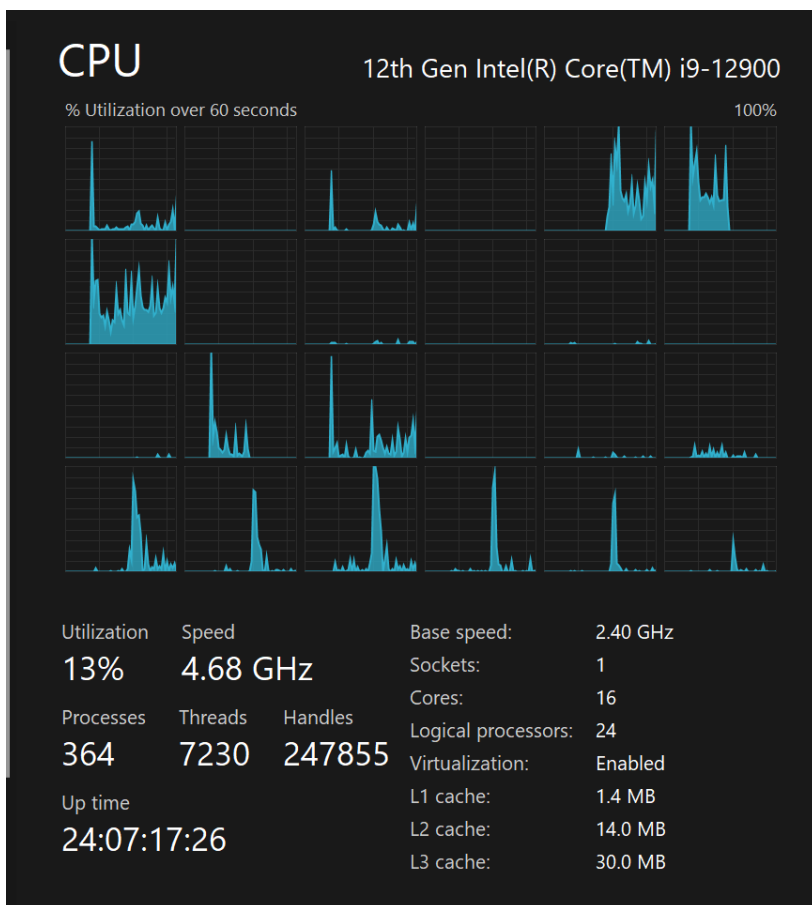 CPU
12th Gen Intel(R) Core(TM) i9-12900
% Utilization over 60 seconds
100%
Utilization
Speed
13%
4.68 GHz
Processes
Threads
Handles
364
7230
247855
Up time
24:07:17:26
Base speed:
2.40 GHz
Sockets:
1
Cores:
16
Logical processors:
24
Virtualization:
Enabled
L1 cache:
1.4 MB
L2 cache:
14.0 MB
L3 cache:
30.0 MB